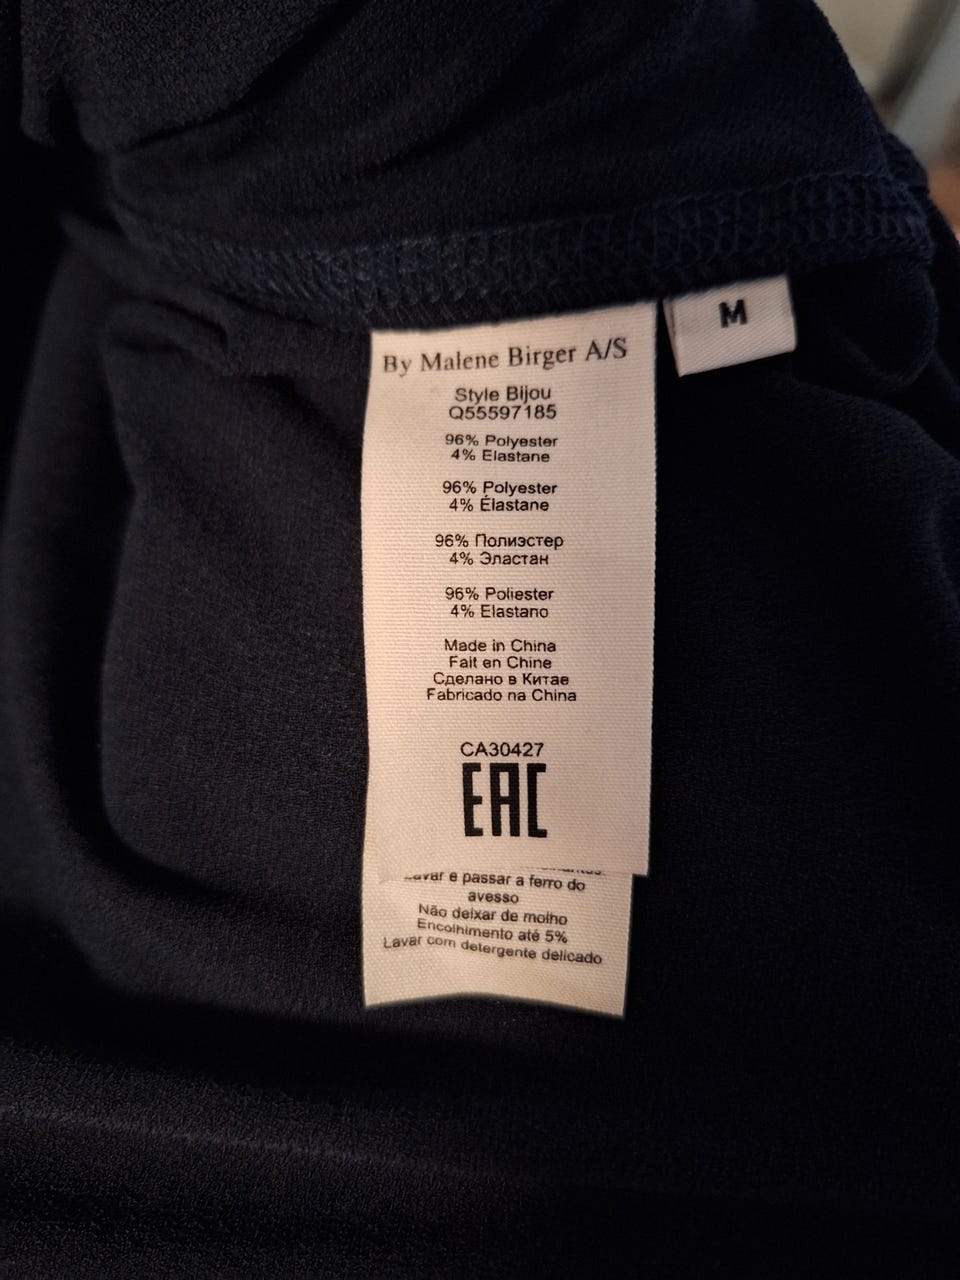 By Malene Birger A/S
M
Style Bijou
Q55597185
96% Polyester
4% Elastane
96% Polyester
4% Élastane
96% Полиэстер
4% Эластан
96% Poliester
4% Elastano
Made in China
Fait en Chine
Сделано в Китае
Fabricado na China
CA30427
EAC
e passar a ferro do
avesso
Não deixar de molho
Encolhimento até 5%
Lavar com detergente delicado